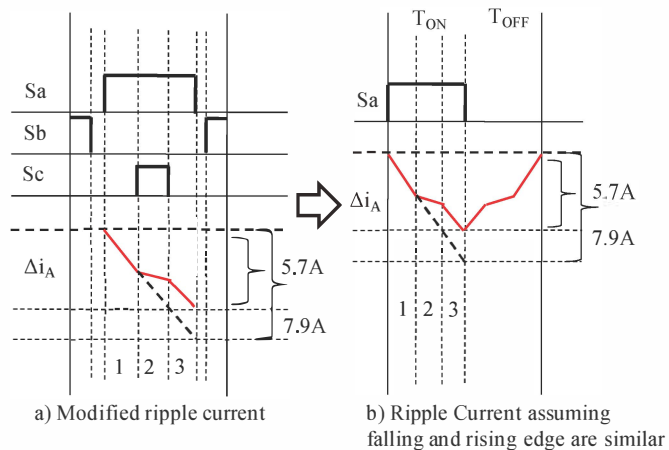 T_ON T_OFF
Sa
Sb
Sc
Δi_A
5.7A
7.9A
1 2 3
a) Modified ripple current
Sa
Δi_A
5.7A
7.9A
1 2 3
b) Ripple Current assuming
falling and rising edge are similar